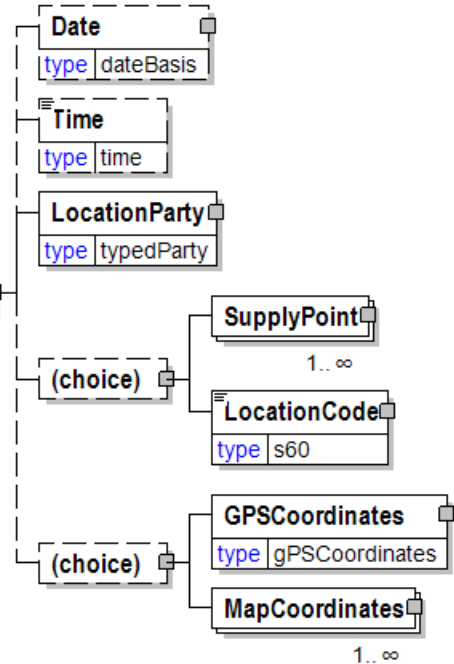 Date
type dateBasis
Time
type time
LocationParty
type typedParty
(choice)
SupplyPoint
1.. ∞
LocationCode
type s60
(choice)
GPSCoordinates
type gPSCoordinates
MapCoordinates
1.. ∞